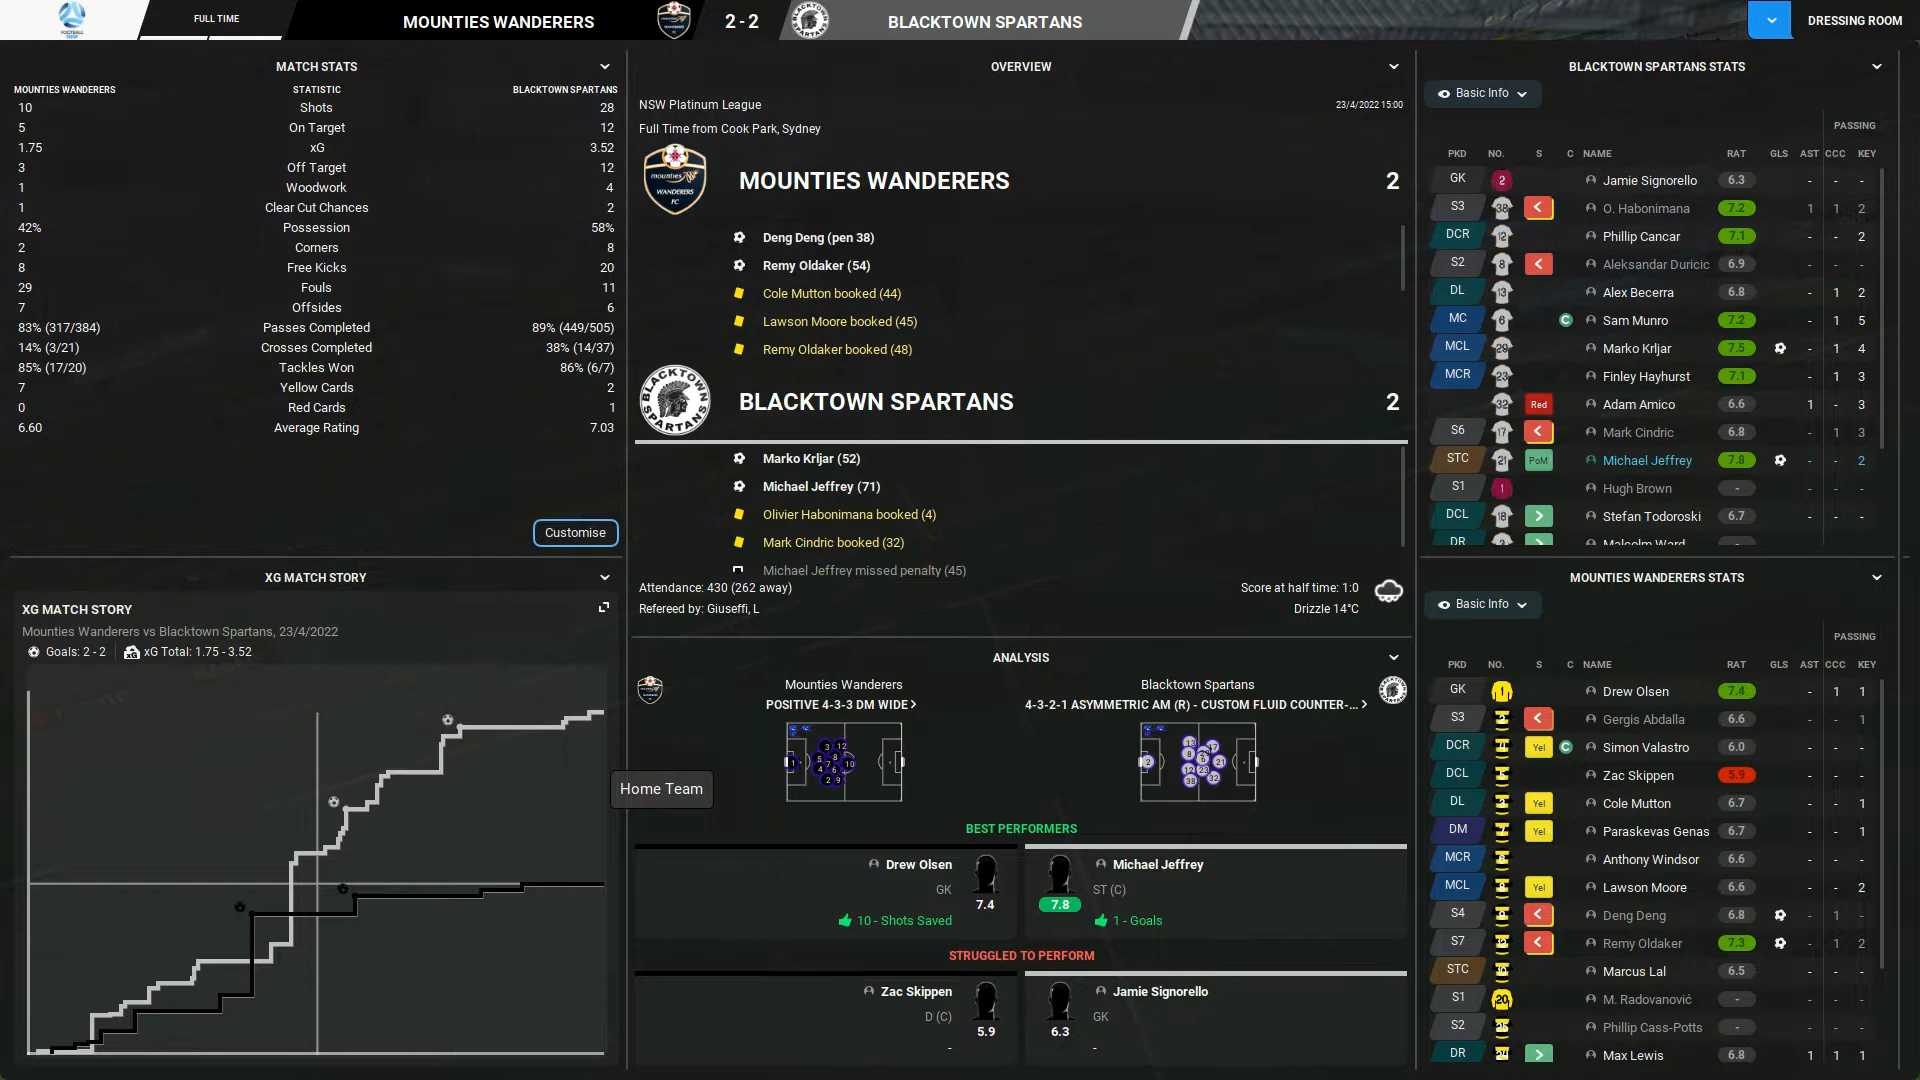 FULL TIME
MOUNTIES WANDERERS
2 - 2
BLACKTOWN SPARTANS
DRESSING ROOM
MATCH STATS
MOUNTIES WANDERERS STATISTIC BLACKTOWN SPARTANS
10 Shots 28
5 On Target 12
1.75 xG 3.52
3 Off Target 12
1 Woodwork 4
1 Clear Cut Chances 2
42% Possession 58%
2 Corners 8
8 Free Kicks 20
29 Fouls 11
7 Offsides 6
83% (317/384) Passes Completed 89% (449/505)
14% (3/21) Crosses Completed 38% (14/37)
85% (17/20) Tackles Won 86% (6/7)
7 Yellow Cards 2
0 Red Cards 1
6.60 Average Rating 7.03
Customise
XG MATCH STORY
XG MATCH STORY
Mounties Wanderers vs Blacktown Spartans, 23/4/2022
Goals: 2 - 2 xG xG Total: 1.75 - 3.52
OVERVIEW
NSW Platinum League 23/4/2022 15:00
Full Time from Cook Park, Sydney
MOUNTIES WANDERERS 2
Deng Deng (pen 38)
Remy Oldaker (54)
Cole Mutton booked (44)
Lawson Moore booked (45)
Remy Oldaker booked (48)
BLACKTOWN SPARTANS 2
Marko Krljar (52)
Michael Jeffrey (71)
Olivier Habonimana booked (4)
Mark Cindric booked (32)
Michael Jeffrey missed penalty (45)
Attendance: 430 (262 away) Score at half time: 1:0
Refereed by: Giuseffi, L Drizzle 14°C
ANALYSIS
Mounties Wanderers Blacktown Spartans
POSITIVE 4-3-3 DM WIDE 4-3-2-1 ASYMMETRIC AM (R) - CUSTOM FLUID COUNTER-...
Home Team
BEST PERFORMERS
Drew Olsen Michael Jeffrey
GK ST (C)
7.4 7.8
10 - Shots Saved 1 - Goals
STRUGGLED TO PERFORM
Zac Skippen Jamie Signorello
D (C) GK
5.9 6.3
- -
BLACKTOWN SPARTANS STATS
Basic Info
PASSING
PKD NO. S C NAME RAT GLS AST CCC KEY
GK 2 Jamie Signorello 6.3 - - -
S3 38 O. Habonimana 7.2 1 1 2
DCR 12 Phillip Cancar 7.1 - - 2
S2 8 Aleksandar Duricic 6.9 - - -
DL 13 Alex Becerra 6.8 - 1 2
MC 6 C Sam Munro 7.2 - 1 5
MCL 29 Marko Krljar 7.5 - 1 4
MCR 23 Finley Hayhurst 7.1 - 1 3
32 Red Adam Amico 6.6 1 - 3
S6 17 Mark Cindric 6.8 - 1 3
STC 21 PoM Michael Jeffrey 7.8 - - 2
S1 1 Hugh Brown - - - -
DCL 18 Stefan Todoroski 6.7 - - -
DR Malcolm Ward
MOUNTIES WANDERERS STATS
Basic Info
PASSING
PKD NO. S C NAME RAT GLS AST CCC KEY
GK 1 Drew Olsen 7.4 - 1 1
S3 Gergis Abdalla 6.6 - - 1
DCR Yel C Simon Valastro 6.0 - - -
DCL Zac Skippen 5.9 - - -
DL Yel Cole Mutton 6.7 - - 1
DM Yel Paraskevas Genas 6.7 - - 1
MCR Anthony Windsor 6.6 - - -
MCL Yel Lawson Moore 6.6 - - 2
S4 Deng Deng 6.8 - 1 -
S7 Remy Oldaker 7.3 - 1 2
STC Marcus Lal 6.5 - - -
S1 20 M. Radovanović - - - -
S2 Phillip Cass-Potts - - - -
DR Max Lewis 6.8 1 1 1